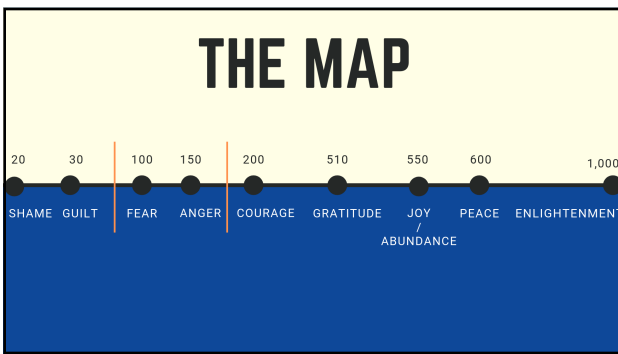 THE MAP
20 30 100 150 200 510 550 600 1,000
SHAME GUILT FEAR ANGER COURAGE GRATITUDE JOY PEACE ENLIGHTENMENT
/
ABUNDANCE